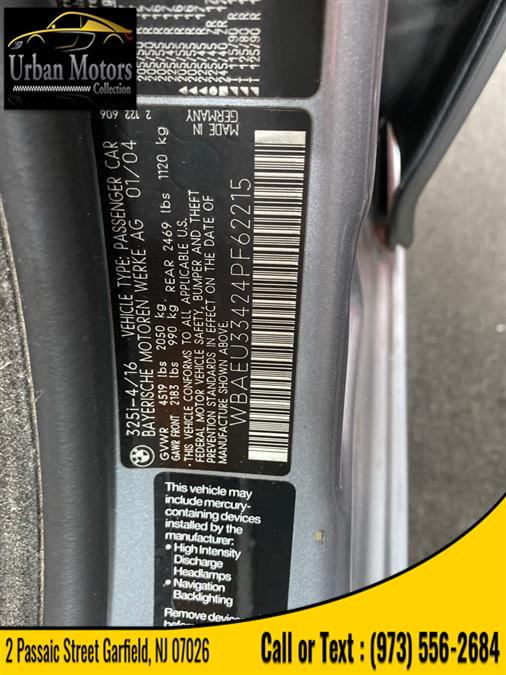 Urban Motors
Collection
2 122 606
MADE IN
GERMANY
325i-4/16 VEHICLE TYPE: PASSENGER CAR
BAYERISCHE MOTOREN WERKE AG 01/04
GVWR 4519 lbs 2050 kg
GAWR FRONT 2183 lbs 990 kg REAR 2469 lbs 1120 kg
*THIS VEHICLE CONFORMS TO ALL APPLICABLE U.S.
FEDERAL MOTOR VEHICLE SAFETY, BUMPER AND THEFT
PREVENTION STANDARDS IN EFFECT ON THE DATE OF
MANUFACTURE SHOWN ABOVE.
WBAEU33424PF62215
This vehicle may
include mercury-
containing devices
installed by the
manufacturer:
• High Intensity
Discharge
Headlamps
• Navigation
Backlighting
Remove devices
2 Passaic Street Garfield, NJ 07026
Call or Text : (973) 556-2684